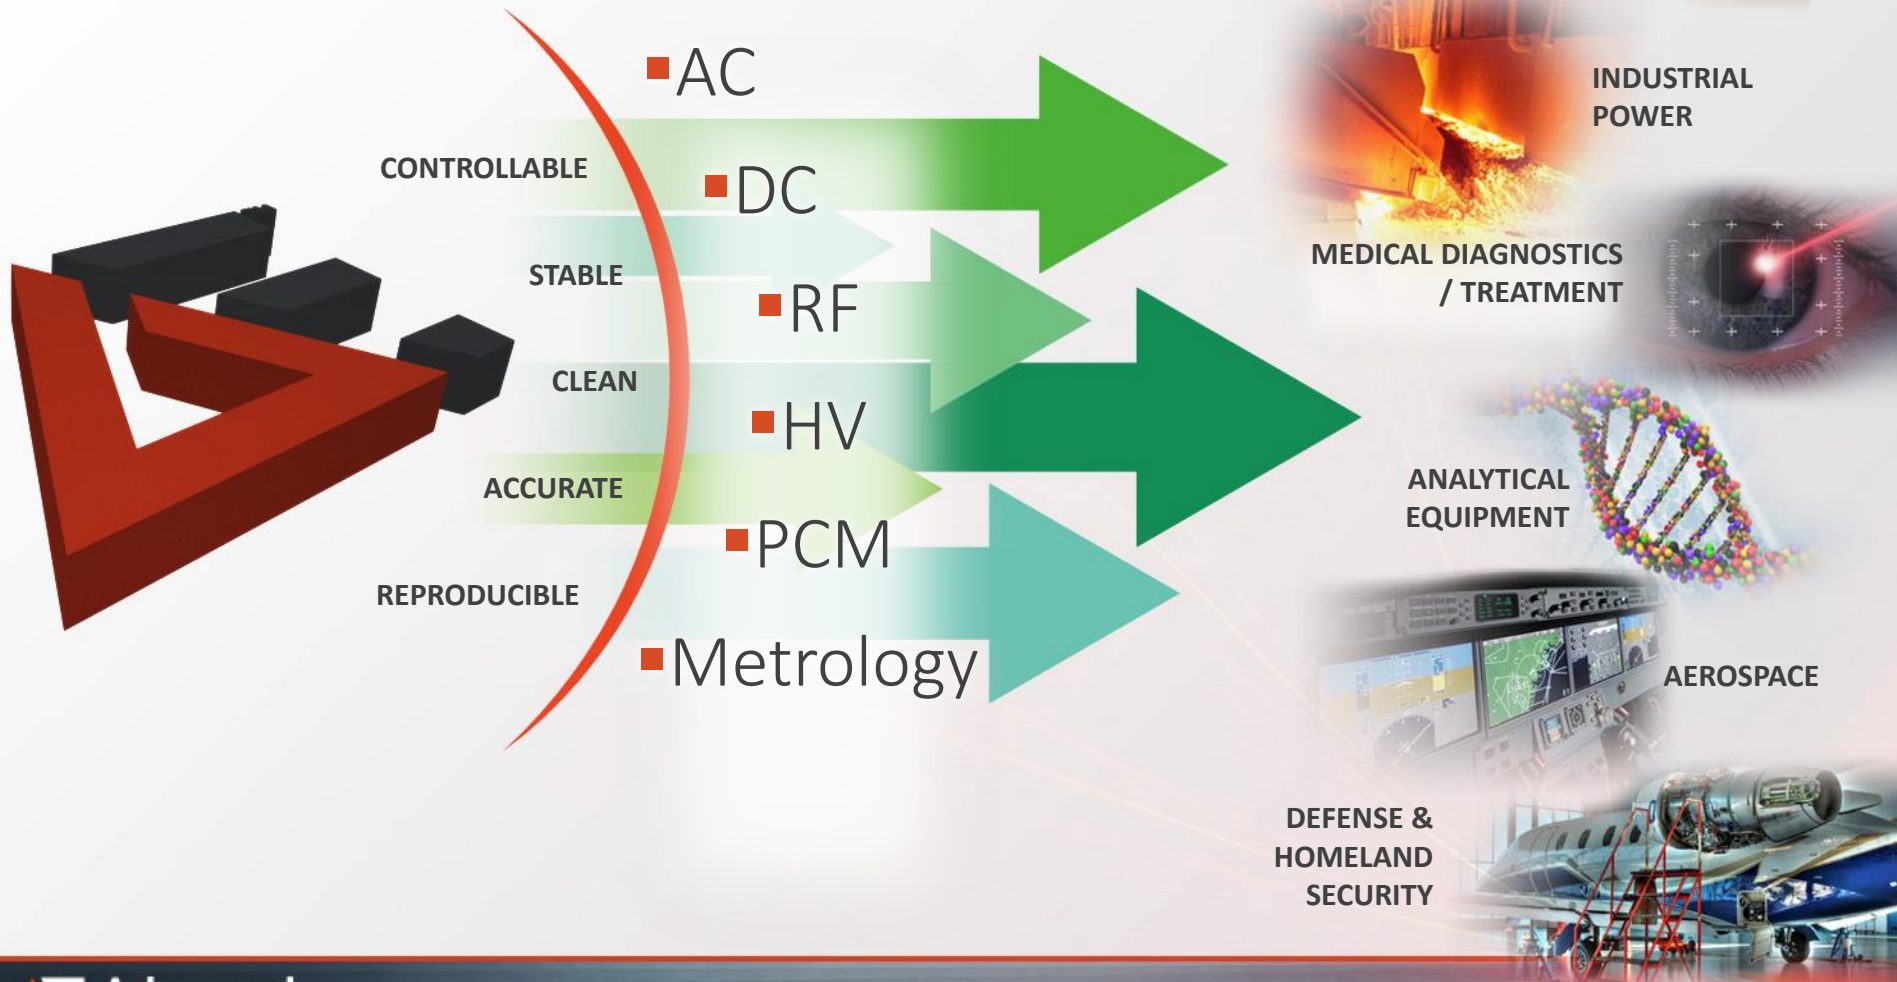 CONTROLLABLE
STABLE
CLEAN
ACCURATE
REPRODUCIBLE
▪AC
▪DC
▪RF
▪HV
▪PCM
▪Metrology
INDUSTRIAL
POWER
MEDICAL DIAGNOSTICS
/ TREATMENT
ANALYTICAL
EQUIPMENT
AEROSPACE
DEFENSE &
HOMELAND
SECURITY